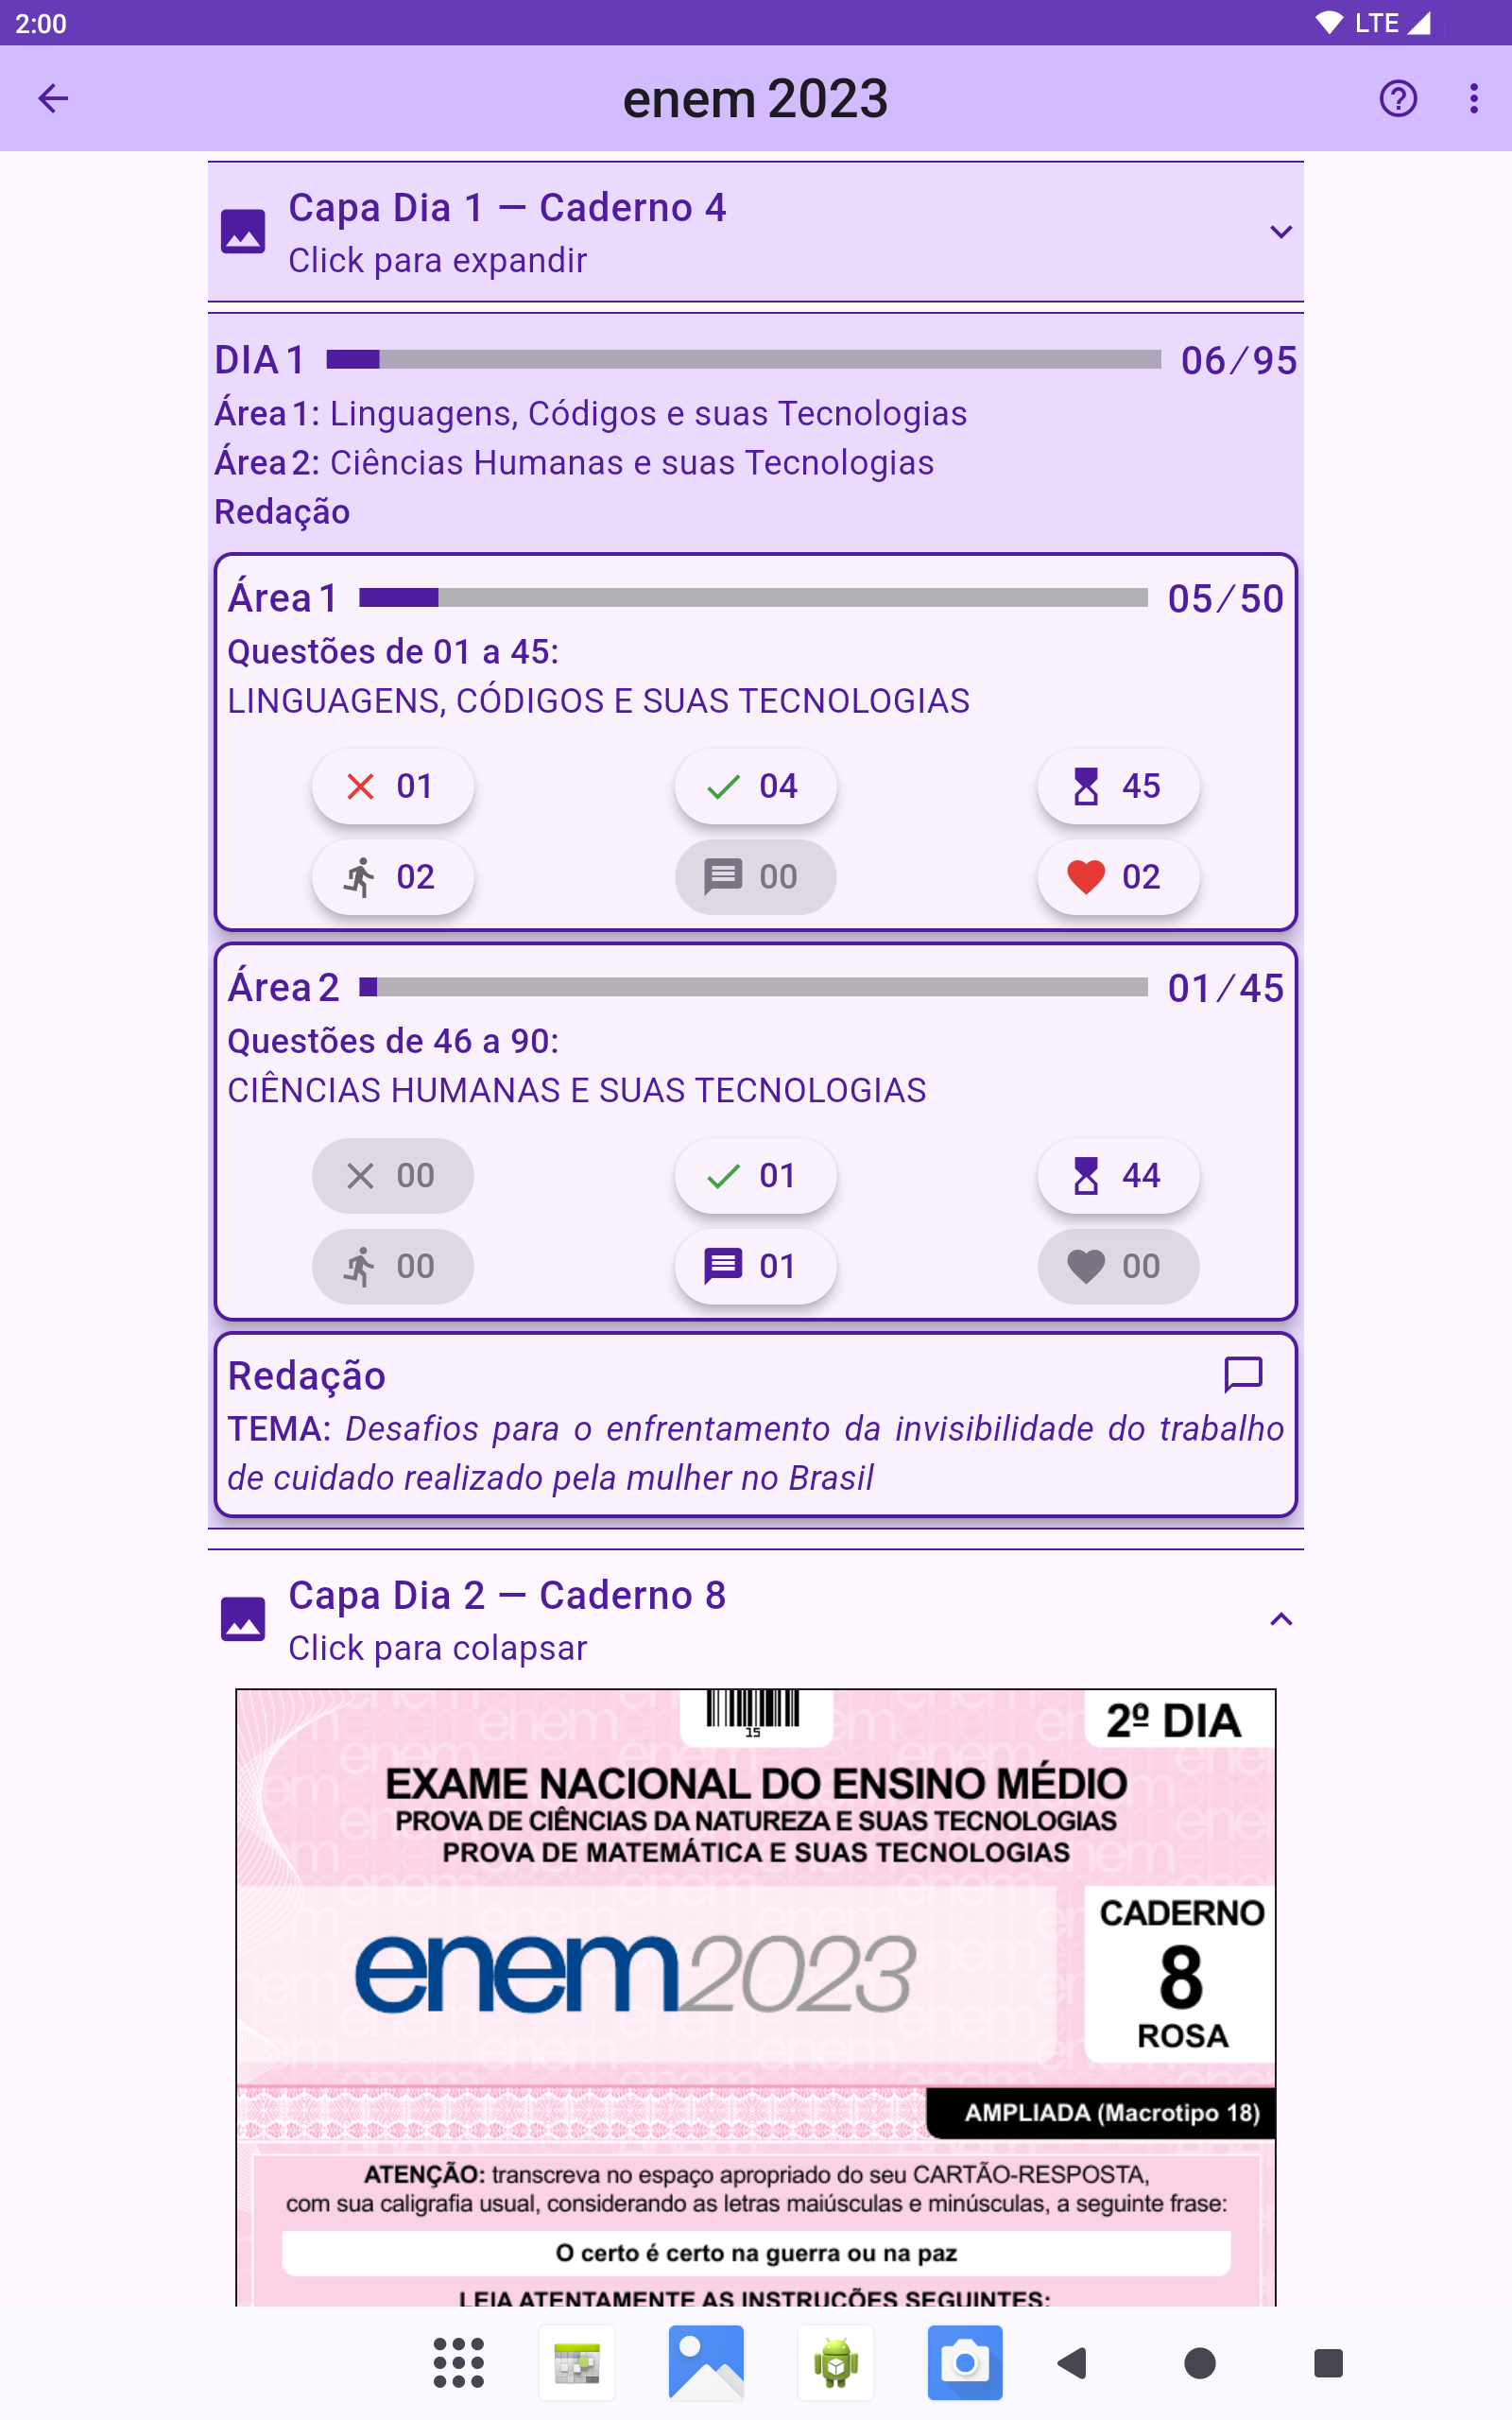 2:00
LTE
enem 2023
Capa Dia 1 — Caderno 4
Click para expandir
DIA 1
06/95
Área 1: Linguagens, Códigos e suas Tecnologias
Área 2: Ciências Humanas e suas Tecnologias
Redação
Área 1
05/50
Questões de 01 a 45:
LINGUAGENS, CÓDIGOS E SUAS TECNOLOGIAS
01
04
45
02
00
02
Área 2
01/45
Questões de 46 a 90:
CIÊNCIAS HUMANAS E SUAS TECNOLOGIAS
00
01
44
00
01
00
Redação
TEMA: Desafios para o enfrentamento da invisibilidade do trabalho
de cuidado realizado pela mulher no Brasil
Capa Dia 2 — Caderno 8
Click para colapsar
15
2º DIA
EXAME NACIONAL DO ENSINO MÉDIO
PROVA DE CIÊNCIAS DA NATUREZA E SUAS TECNOLOGIAS
PROVA DE MATEMÁTICA E SUAS TECNOLOGIAS
enem2023
CADERNO
8
ROSA
AMPLIADA (Macrotipo 18)
ATENÇÃO: transcreva no espaço apropriado do seu CARTÃO-RESPOSTA,
com sua caligrafia usual, considerando as letras maiúsculas e minúsculas, a seguinte frase:
O certo é certo na guerra ou na paz
LEIA ATENTAMENTE AS INSTRUÇÕES SEGUINTES: